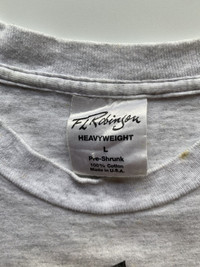 F.L. Robinson
HEAVYWEIGHT
L
Pre-Shrunk
100% Cotton
Made in U.S.A.